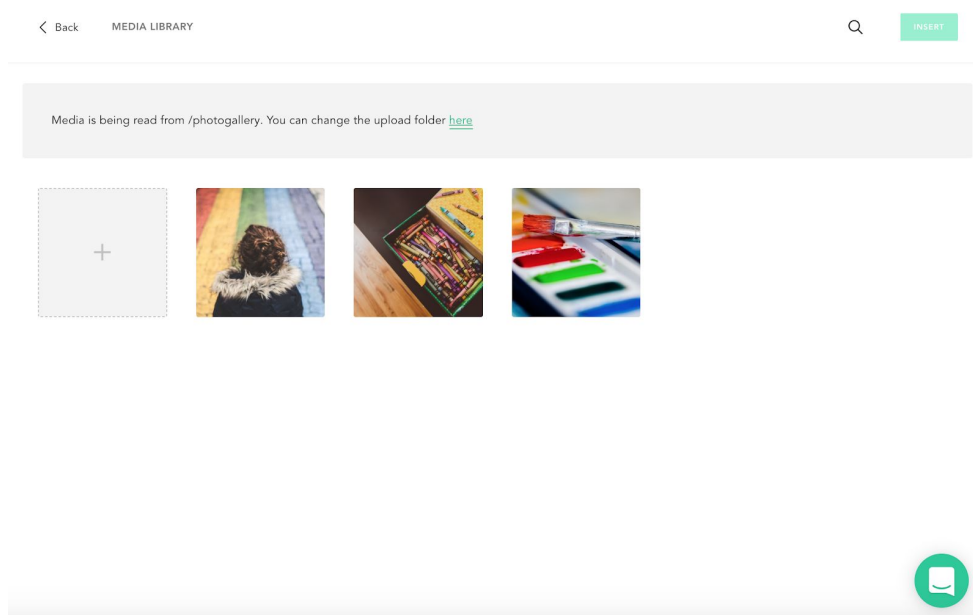 Back
MEDIA LIBRARY
INSERT
Media is being read from /photogallery. You can change the upload folder here